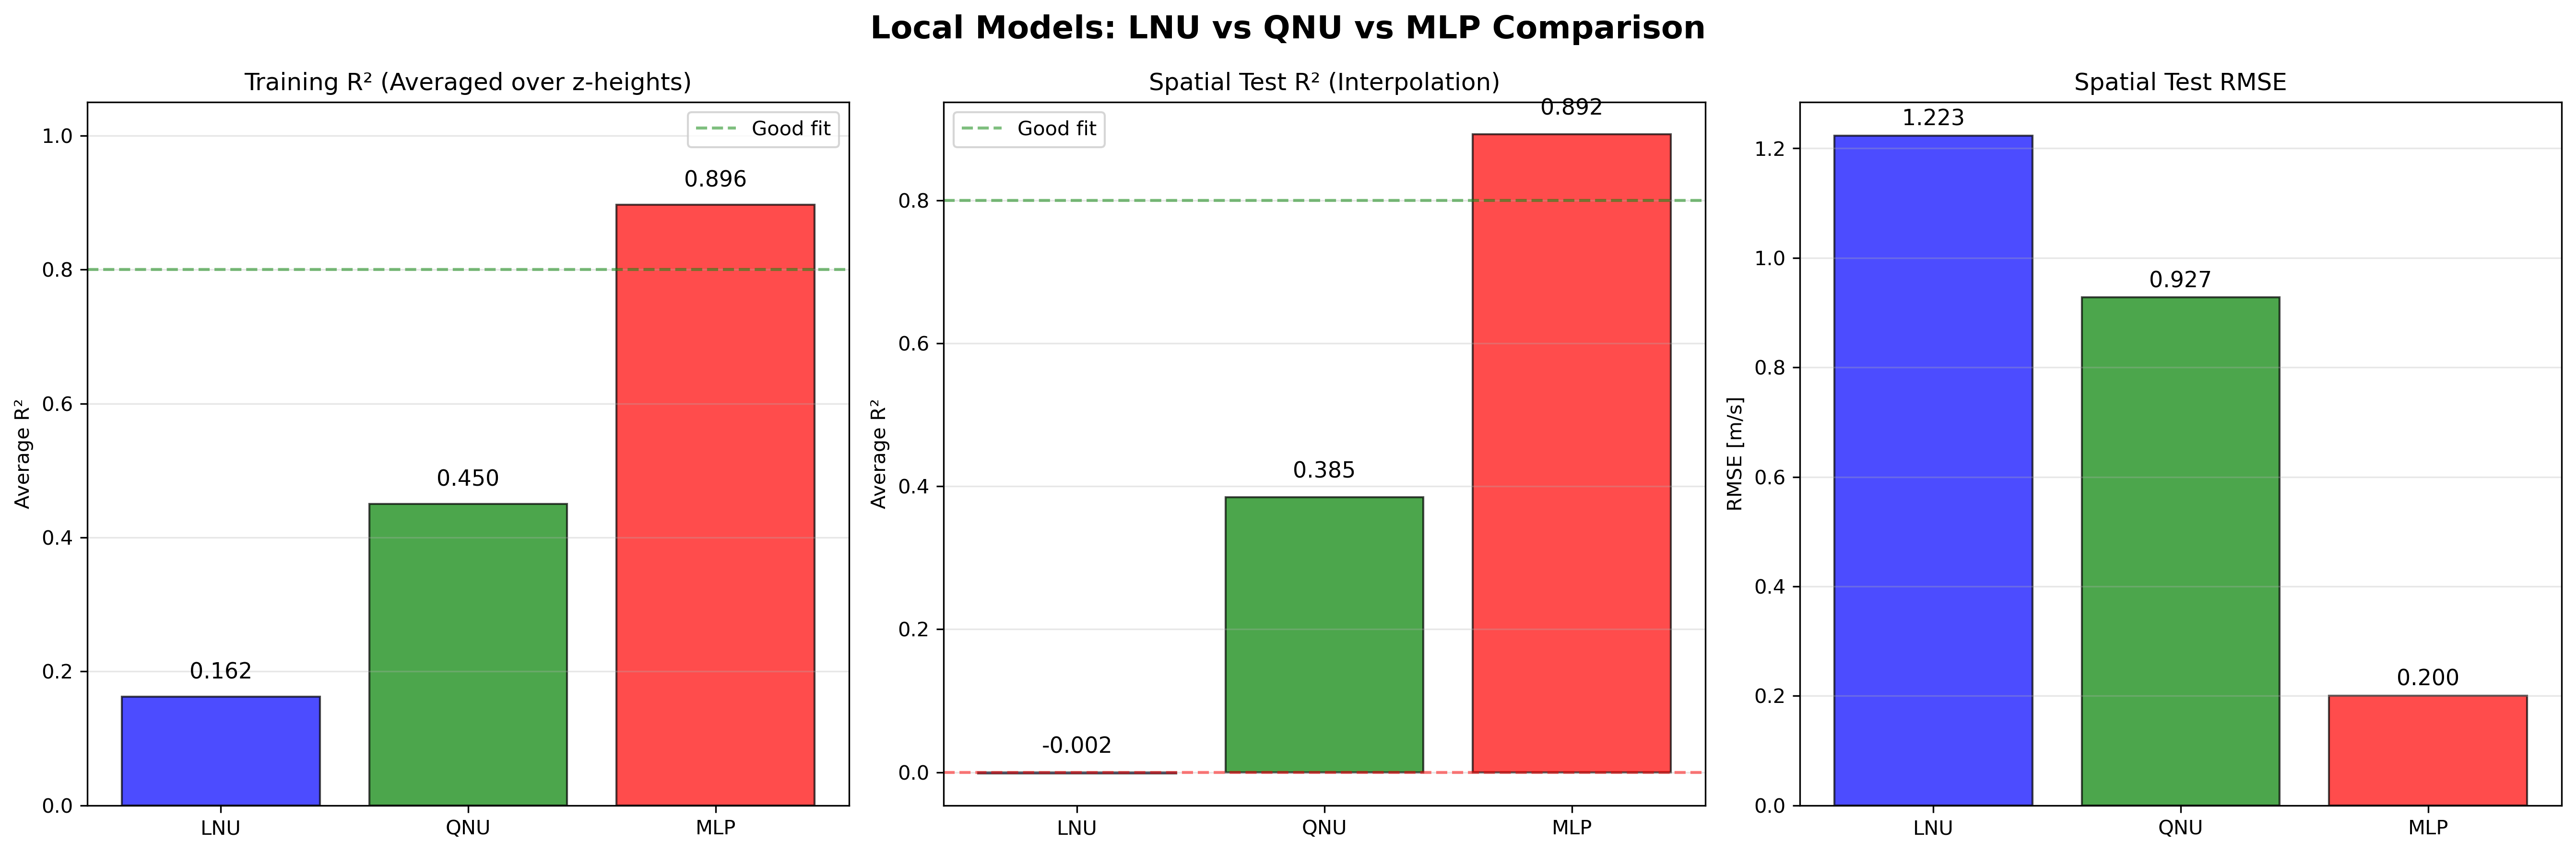 Local Models: LNU vs QNU vs MLP Comparison
Training R² (Averaged over z-heights)
Average R²
1.0
0.8
0.6
0.4
0.2
0.0
Good fit
0.162
0.450
0.896
LNU
QNU
MLP
Spatial Test R² (Interpolation)
Average R²
0.8
0.6
0.4
0.2
0.0
Good fit
-0.002
0.385
0.892
LNU
QNU
MLP
Spatial Test RMSE
RMSE [m/s]
1.2
1.0
0.8
0.6
0.4
0.2
0.0
1.223
0.927
0.200
LNU
QNU
MLP